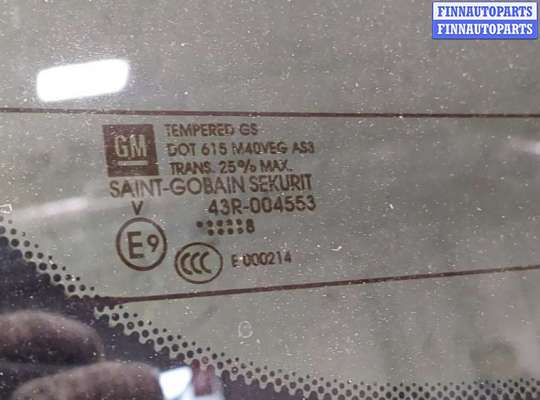 FINNAUTOPARTS
FINNAUTOPARTS
GM
TEMPERED GS
DOT 615 M40VEG AS3
TRANS. 25% MAX.
SAINT-GOBAIN SEKURIT
V 43R-004553
8
E9
CCC E 000214